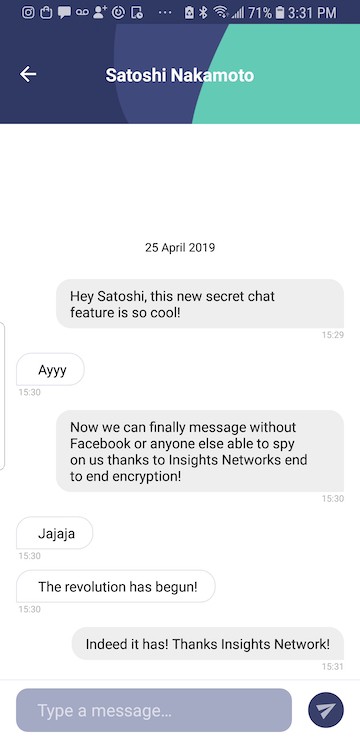 71% 3:31 PM
Satoshi Nakamoto
25 April 2019
Hey Satoshi, this new secret chat
feature is so cool!
15:29
Ayyy
15:30
Now we can finally message without
Facebook or anyone else able to spy
on us thanks to Insights Networks end
to end encryption!
15:30
Jajaja
15:30
The revolution has begun!
15:30
Indeed it has! Thanks Insights Network!
15:31
Type a message...